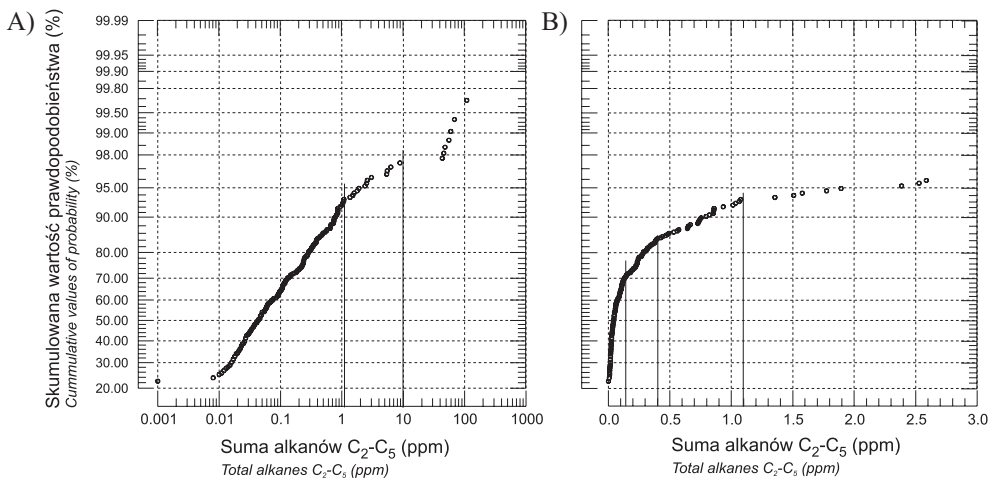 A)
Skumulowana wartość prawdopodobieństwa (%)
Cummulative values of probability (%)
99.99
99.95
99.90
99.80
99.50
99.00
98.00
95.00
90.00
80.00
70.00
60.00
50.00
40.00
30.00
20.00
0.001 0.01 0.1 1 10 100 1000
Suma alkanów C₂-C₅ (ppm)
Total alkanes C₂-C₅ (ppm)
B)
0.0 0.5 1.0 1.5 2.0 2.5 3.0
Suma alkanów C₂-C₅ (ppm)
Total alkanes C₂-C₅ (ppm)